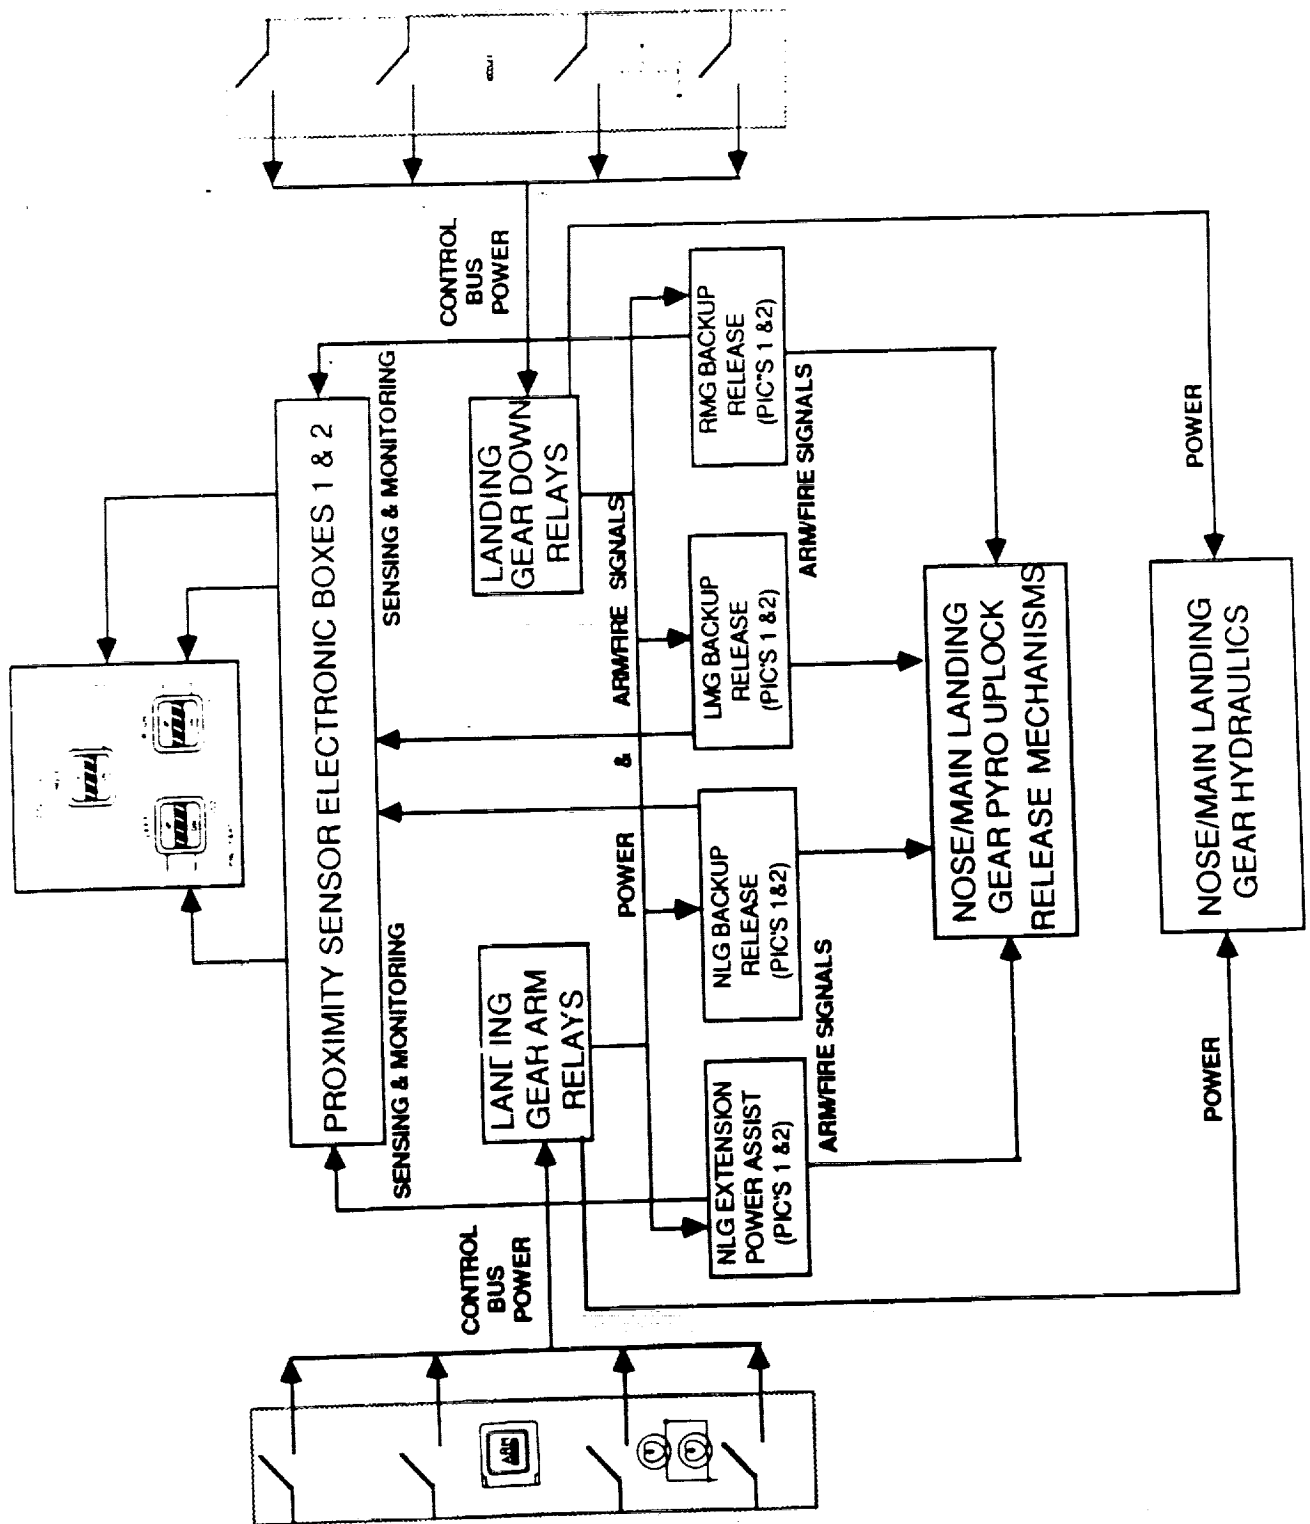 PROXIMITY SENSOR ELECTRONIC BOXES 1 & 2
SENSING & MONITORING
SENSING & MONITORING
CONTROL
BUS
POWER
LANDING
GEAR ARM
RELAYS
LANDING
GEAR DOWN
RELAYS
CONTROL
BUS
POWER
ARM
POWER & ARM/FIRE SIGNALS
NLG EXTENSION
POWER ASSIST
(PIC'S 1 &2)
NLG BACKUP
RELEASE
(PIC'S 1&2)
LMG BACKUP
RELEASE
(PIC'S 1 &2)
RMG BACKUP
RELEASE
(PIC"S 1 &2)
ARM/FIRE SIGNALS
ARM/FIRE SIGNALS
NOSE/MAIN LANDING
GEAR PYRO UPLOCK
RELEASE MECHANISMS
POWER
POWER
NOSE/MAIN LANDING
GEAR HYDRAULICS